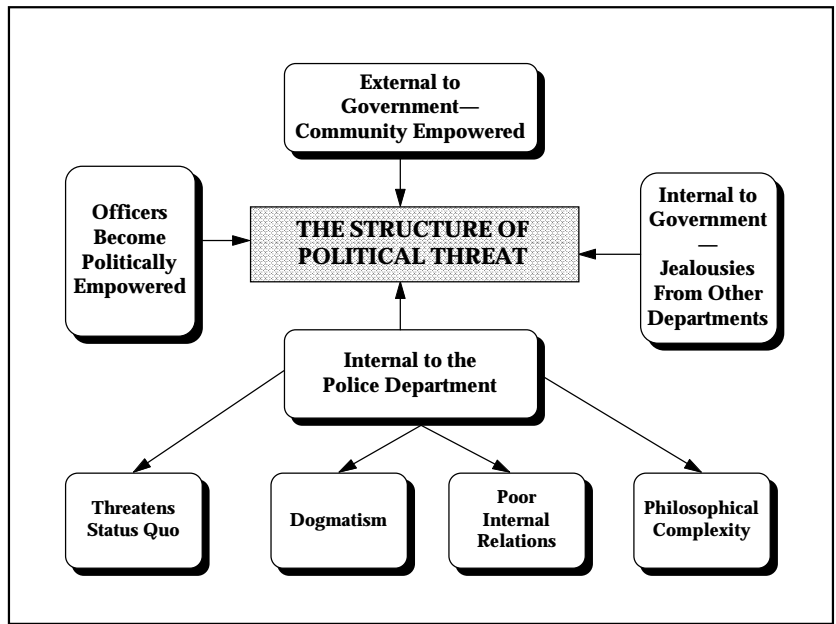 External to
Government—
Community Empowered
Officers
Become
Politically
Empowered
THE STRUCTURE OF
POLITICAL THREAT
Internal to
Government
—
Jealousies
From Other
Departments
Internal to the
Police Department
Threatens
Status Quo
Dogmatism
Poor
Internal
Relations
Philosophical
Complexity